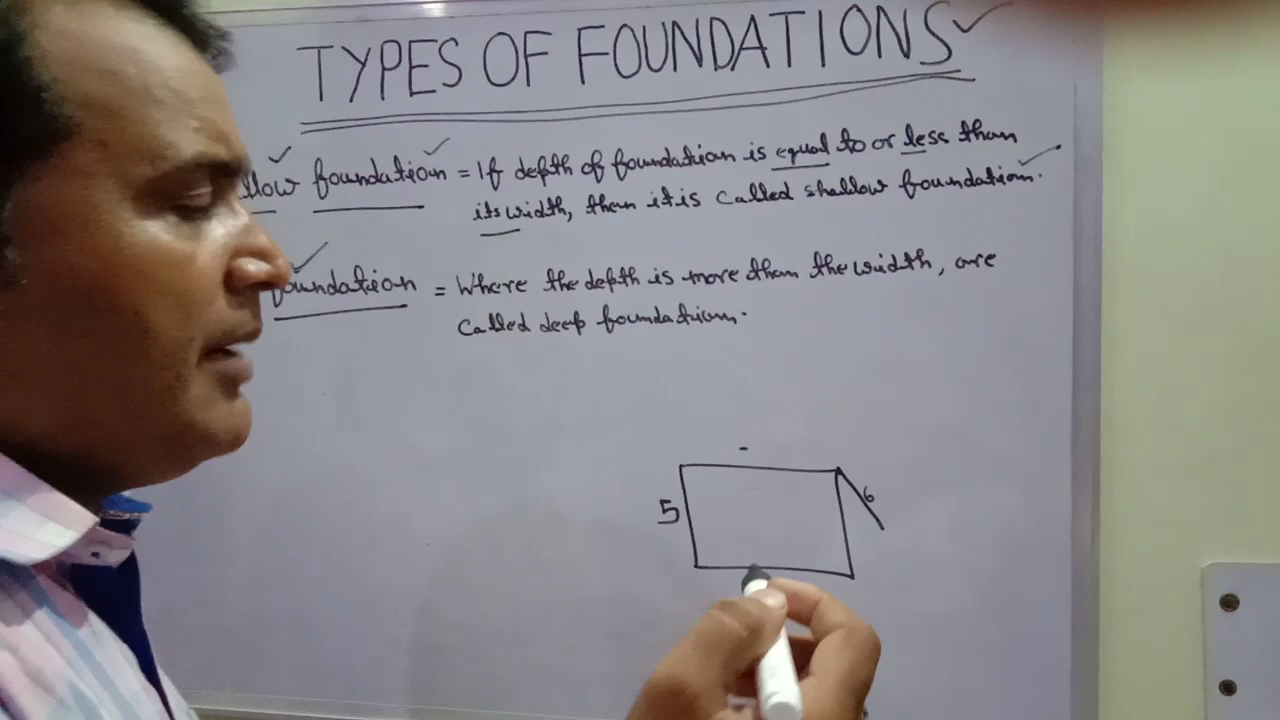 TYPES OF FOUNDATIONS
llow foundation = If depth of foundation is equal to or less than
its width, then it is called shallow foundation.
foundation = Where the depth is more than the width, are
called deep foundation.
5
6